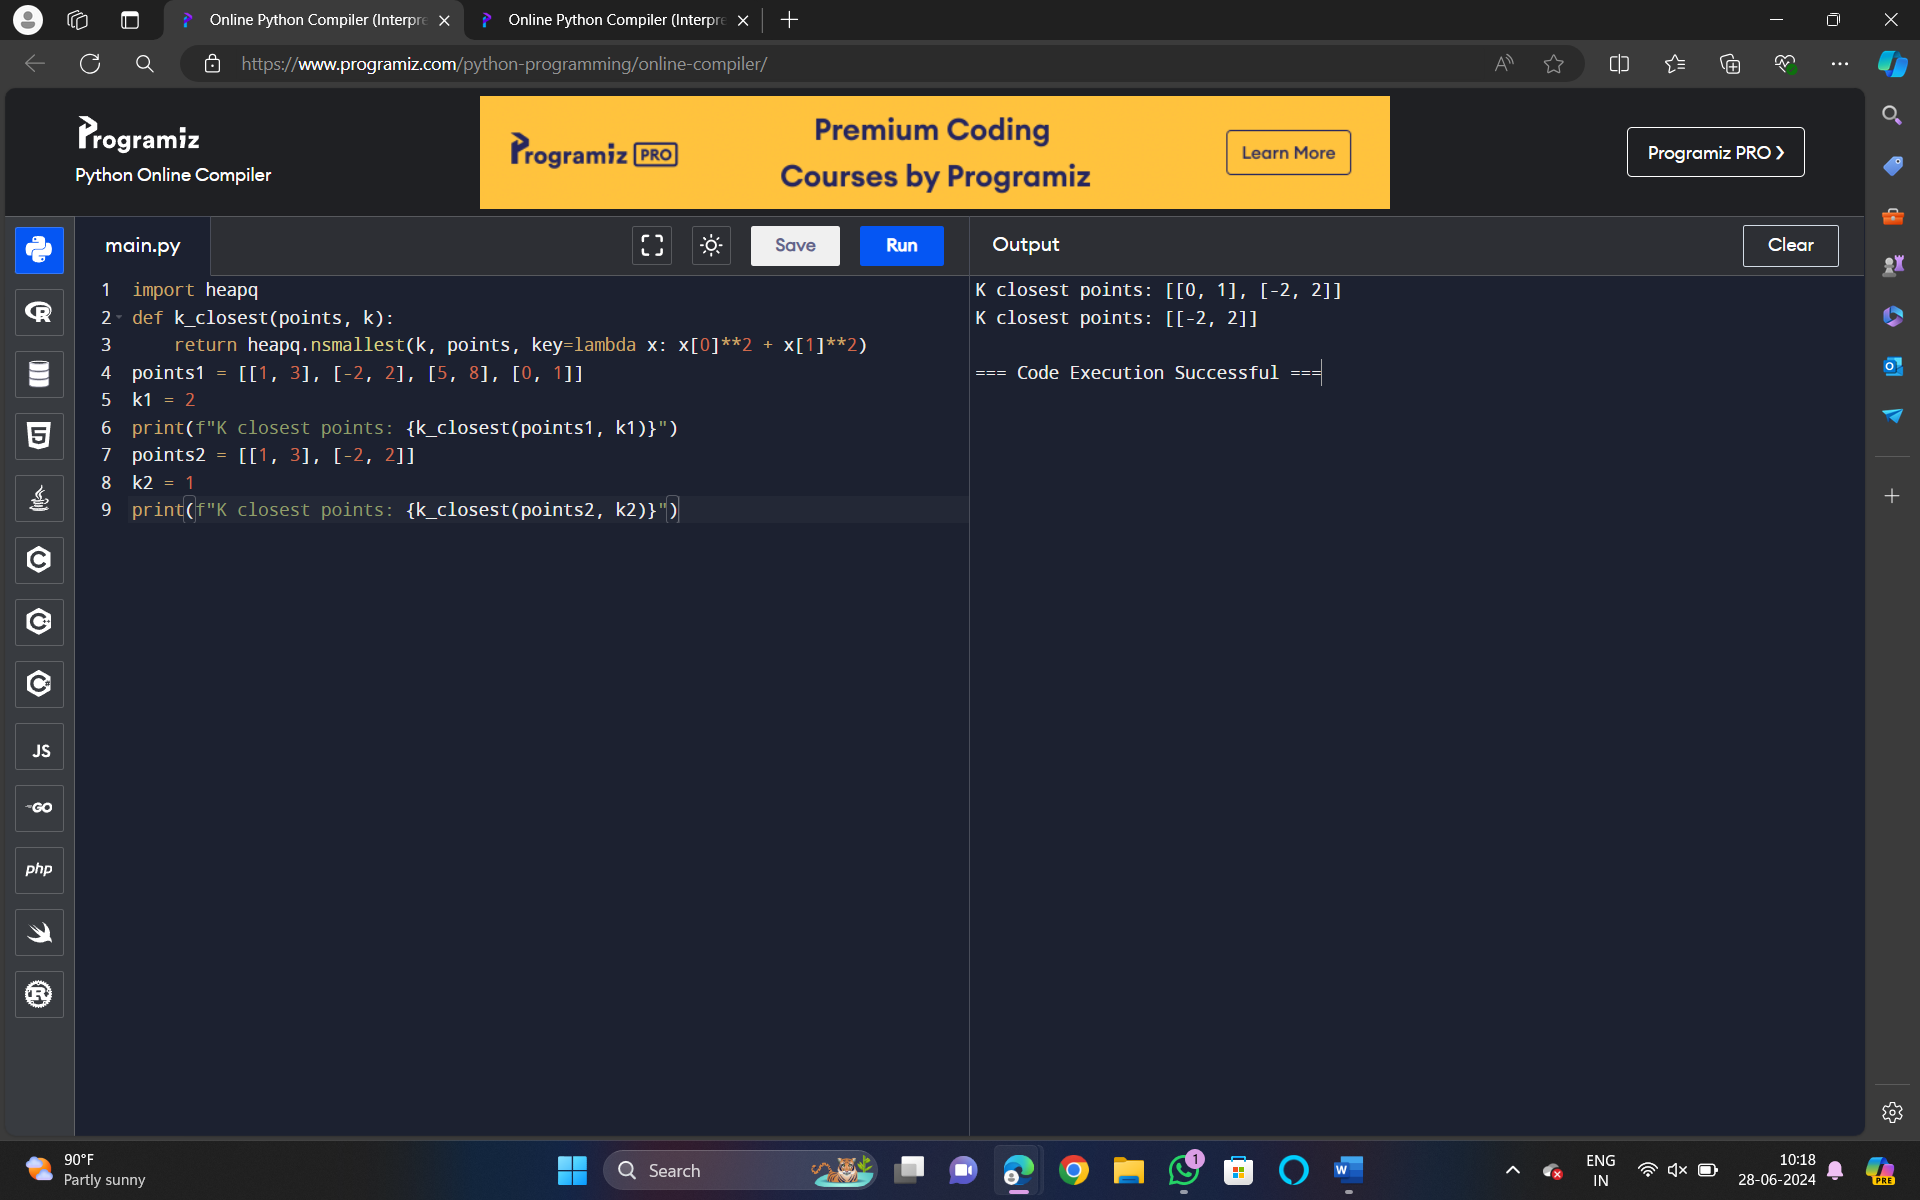 Online Python Compiler (Interpre
Online Python Compiler (Interpre
https://www.programiz.com/python-programming/online-compiler/
Programiz
Python Online Compiler
Programiz PRO
Premium Coding
Courses by Programiz
Learn More
Programiz PRO
main.py
Save
Run
Output
Clear
1 import heapq
2 def k_closest(points, k):
3     return heapq.nsmallest(k, points, key=lambda x: x[0]**2 + x[1]**2)
4 points1 = [[1, 3], [-2, 2], [5, 8], [0, 1]]
5 k1 = 2
6 print(f"K closest points: {k_closest(points1, k1)}")
7 points2 = [[1, 3], [-2, 2]]
8 k2 = 1
9 print(f"K closest points: {k_closest(points2, k2)}")
K closest points: [[0, 1], [-2, 2]]
K closest points: [[-2, 2]]
=== Code Execution Successful ===
R
5
C
C
C
JS
GO
php
R
90°F
Partly sunny
Search
1
W
ENG
IN
10:18
28-06-2024
PRE